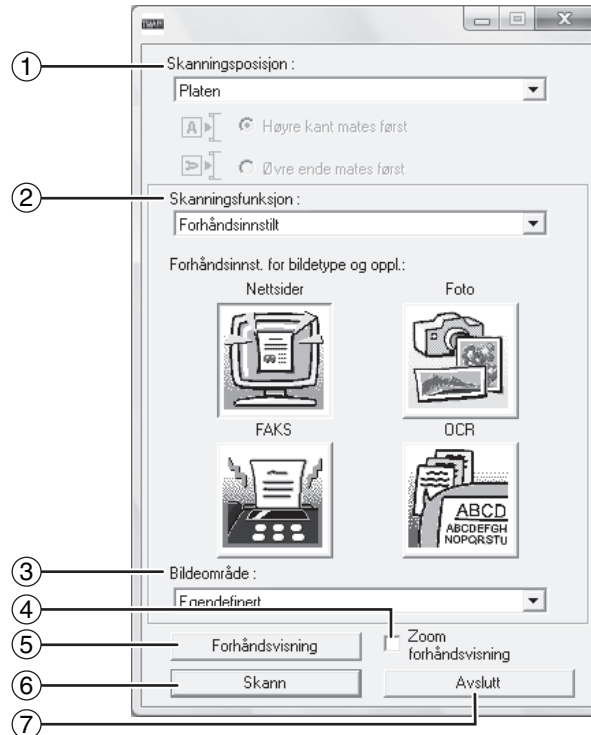 TWAIN
① Skanningsposisjon :
Platen
A Høyre kant mates først
A Øvre ende mates først
② Skanningsfunksjon :
Forhåndsinnstilt
Forhåndsinnst. for bildetype og oppl.:
Nettsider Foto
FAKS OCR
ABCD
ABCDEFGH
NOPQRSTU
③ Bildeområde :
Egendefinert
④ Zoom
forhåndsvisning
⑤ Forhåndsvisning
⑥ Skann
Avslutt
⑦